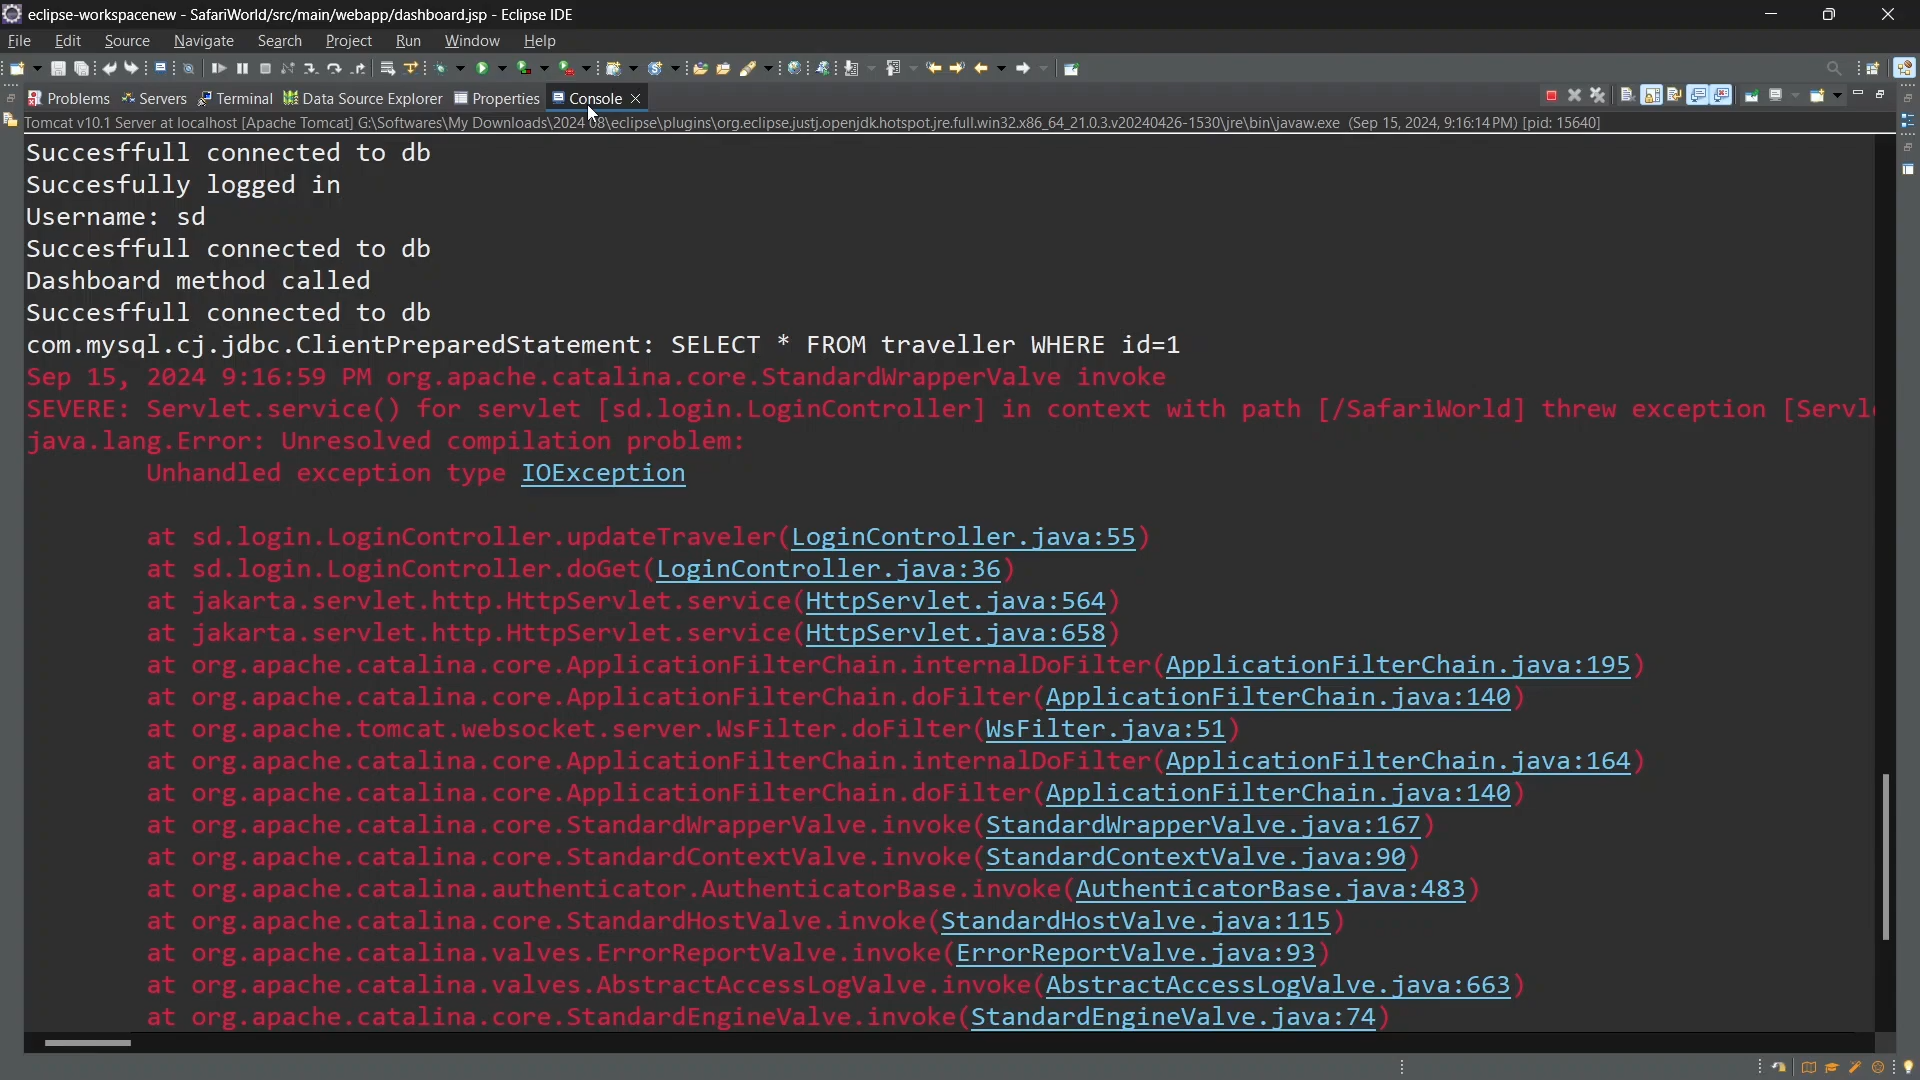 eclipse-workspacenew - SafariWorld/src/main/webapp/dashboard.jsp - Eclipse IDE
File Edit Source Navigate Search Project Run Window Help
Problems Servers Terminal Data Source Explorer Properties Console
Tomcat v10.1 Server at localhost [Apache Tomcat] G:\Softwares\My Downloads\2024 08\eclipse\plugins\org.eclipse.justj.openjdk.hotspot.jre.full.win32.x86_64_21.0.3.v20240426-1530\jre\bin\javaw.exe (Sep 15, 2024, 9:16:14 PM) [pid: 15640]
Succesffull connected to db
Succesfully logged in
Username: sd
Succesffull connected to db
Dashboard method called
Succesffull connected to db
com.mysql.cj.jdbc.ClientPreparedStatement: SELECT * FROM traveller WHERE id=1
Sep 15, 2024 9:16:59 PM org.apache.catalina.core.StandardWrapperValve invoke
SEVERE: Servlet.service() for servlet [sd.login.LoginController] in context with path [/SafariWorld] threw exception [Servl
java.lang.Error: Unresolved compilation problem:
Unhandled exception type IOException
at sd.login.LoginController.updateTraveler(LoginController.java:55)
at sd.login.LoginController.doGet(LoginController.java:36)
at jakarta.servlet.http.HttpServlet.service(HttpServlet.java:564)
at jakarta.servlet.http.HttpServlet.service(HttpServlet.java:658)
at org.apache.catalina.core.ApplicationFilterChain.internalDoFilter(ApplicationFilterChain.java:195)
at org.apache.catalina.core.ApplicationFilterChain.doFilter(ApplicationFilterChain.java:140)
at org.apache.tomcat.websocket.server.WsFilter.doFilter(WsFilter.java:51)
at org.apache.catalina.core.ApplicationFilterChain.internalDoFilter(ApplicationFilterChain.java:164)
at org.apache.catalina.core.ApplicationFilterChain.doFilter(ApplicationFilterChain.java:140)
at org.apache.catalina.core.StandardWrapperValve.invoke(StandardWrapperValve.java:167)
at org.apache.catalina.core.StandardContextValve.invoke(StandardContextValve.java:90)
at org.apache.catalina.authenticator.AuthenticatorBase.invoke(AuthenticatorBase.java:483)
at org.apache.catalina.core.StandardHostValve.invoke(StandardHostValve.java:115)
at org.apache.catalina.valves.ErrorReportValve.invoke(ErrorReportValve.java:93)
at org.apache.catalina.valves.AbstractAccessLogValve.invoke(AbstractAccessLogValve.java:663)
at org.apache.catalina.core.StandardEngineValve.invoke(StandardEngineValve.java:74)